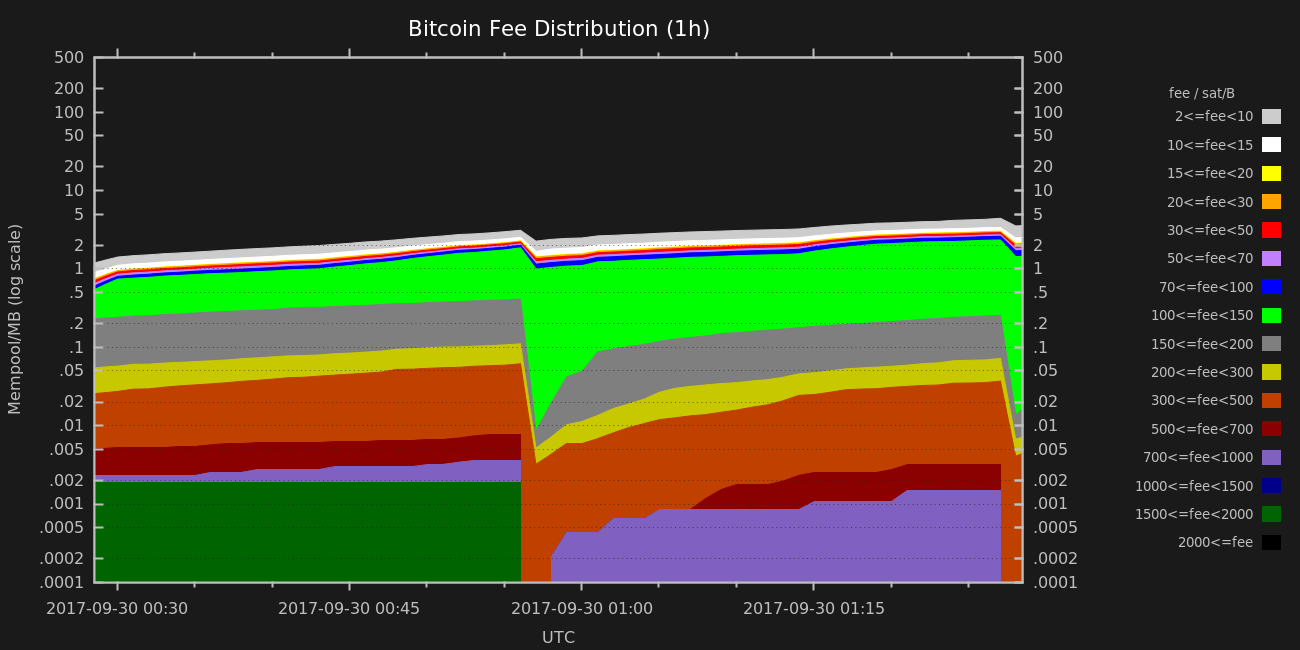 Bitcoin Fee Distribution (1h)
Mempool/MB (log scale)
500
200
100
50
20
10
5
2
1
.5
.2
.1
.05
.02
.01
.005
.002
.001
.0005
.0002
.0001
500
200
100
50
20
10
5
2
1
.5
.2
.1
.05
.02
.01
.005
.002
.001
.0005
.0002
.0001
2017-09-30 00:30
2017-09-30 00:45
2017-09-30 01:00
2017-09-30 01:15
UTC
fee / sat/B
2<=fee<10
10<=fee<15
15<=fee<20
20<=fee<30
30<=fee<50
50<=fee<70
70<=fee<100
100<=fee<150
150<=fee<200
200<=fee<300
300<=fee<500
500<=fee<700
700<=fee<1000
1000<=fee<1500
1500<=fee<2000
2000<=fee